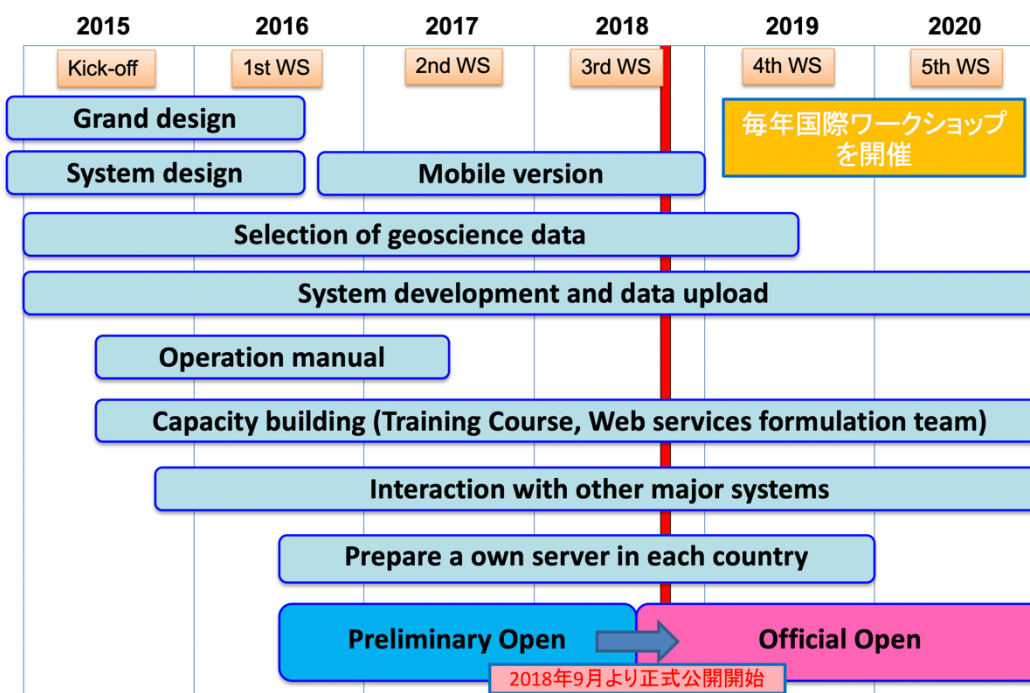 2015 2016 2017 2018 2019 2020
Kick-off 1st WS 2nd WS 3rd WS 4th WS 5th WS
Grand design
毎年国際ワークショップ
を開催
System design
Mobile version
Selection of geoscience data
System development and data upload
Operation manual
Capacity building (Training Course, Web services formulation team)
Interaction with other major systems
Prepare a own server in each country
Preliminary Open
Official Open
2018年9月より正式公開開始